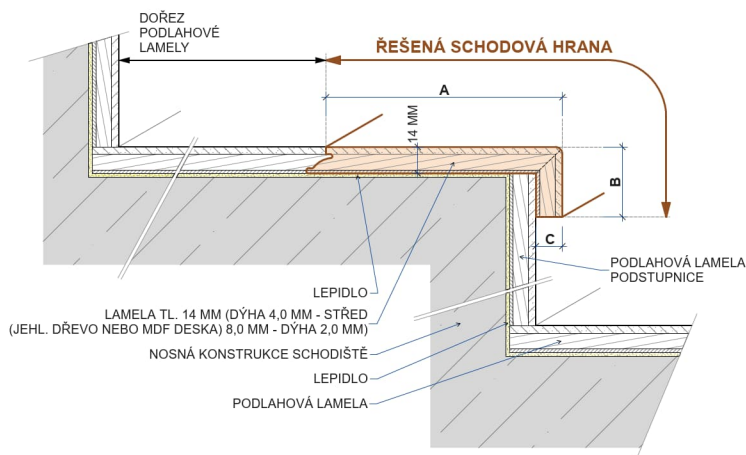 DOŘEZ
PODLAHOVÉ
LAMELY
ŘEŠENÁ SCHODOVÁ HRANA
A
14 MM
B
C
PODLAHOVÁ LAMELA
PODSTUPNICE
LEPIDLO
LAMELA TL. 14 MM (DÝHA 4,0 MM - STŘED
(JEHL. DŘEVO NEBO MDF DESKA) 8,0 MM - DÝHA 2,0 MM)
NOSNÁ KONSTRUKCE SCHODIŠTĚ
LEPIDLO
PODLAHOVÁ LAMELA